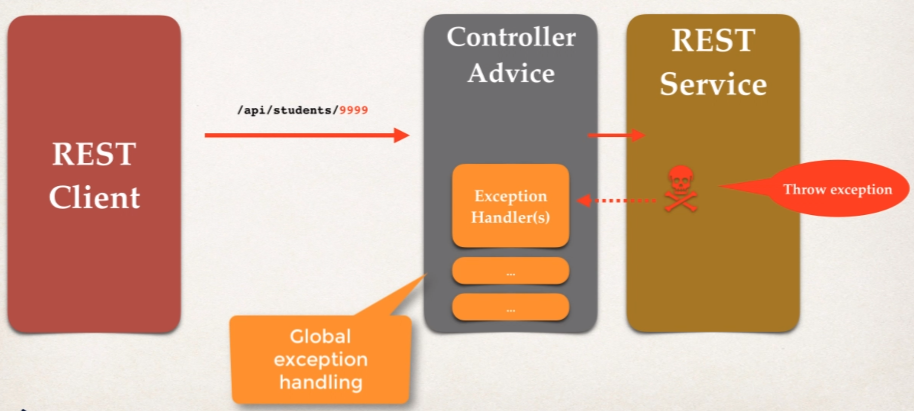 REST
Client
/api/students/9999
Controller
Advice
Exception
Handler(s)
...
...
Global
exception
handling
REST
Service
Throw exception